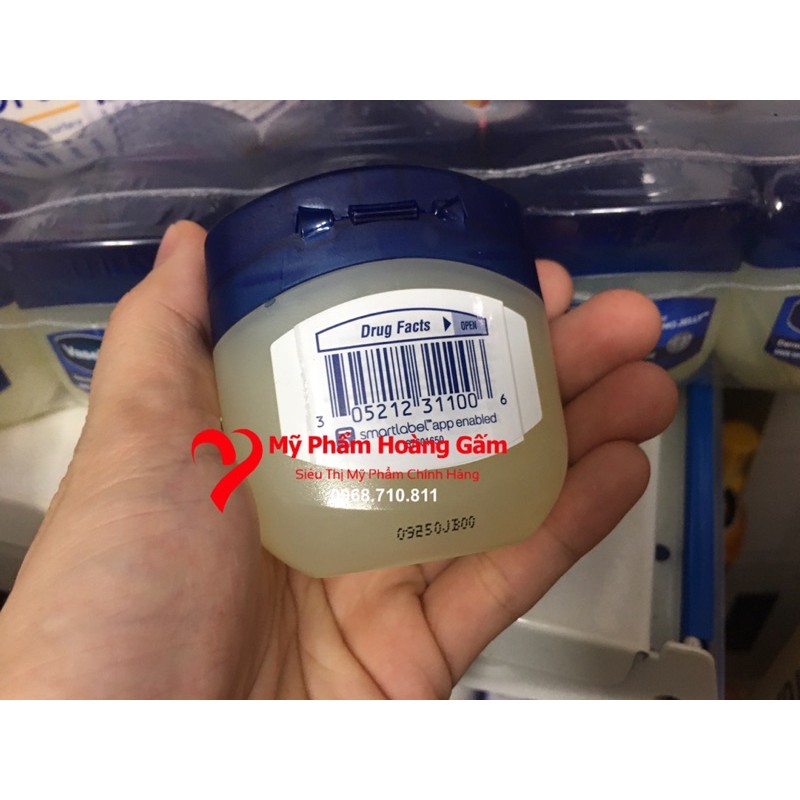 Drug Facts
OPEN
3 05212 31100 6
smartlabel™ app enabled
Mỹ Phẩm Hoàng Gấm
Siêu Thị Mỹ Phẩm Chính Hãng
0968.710.811
09250JB00